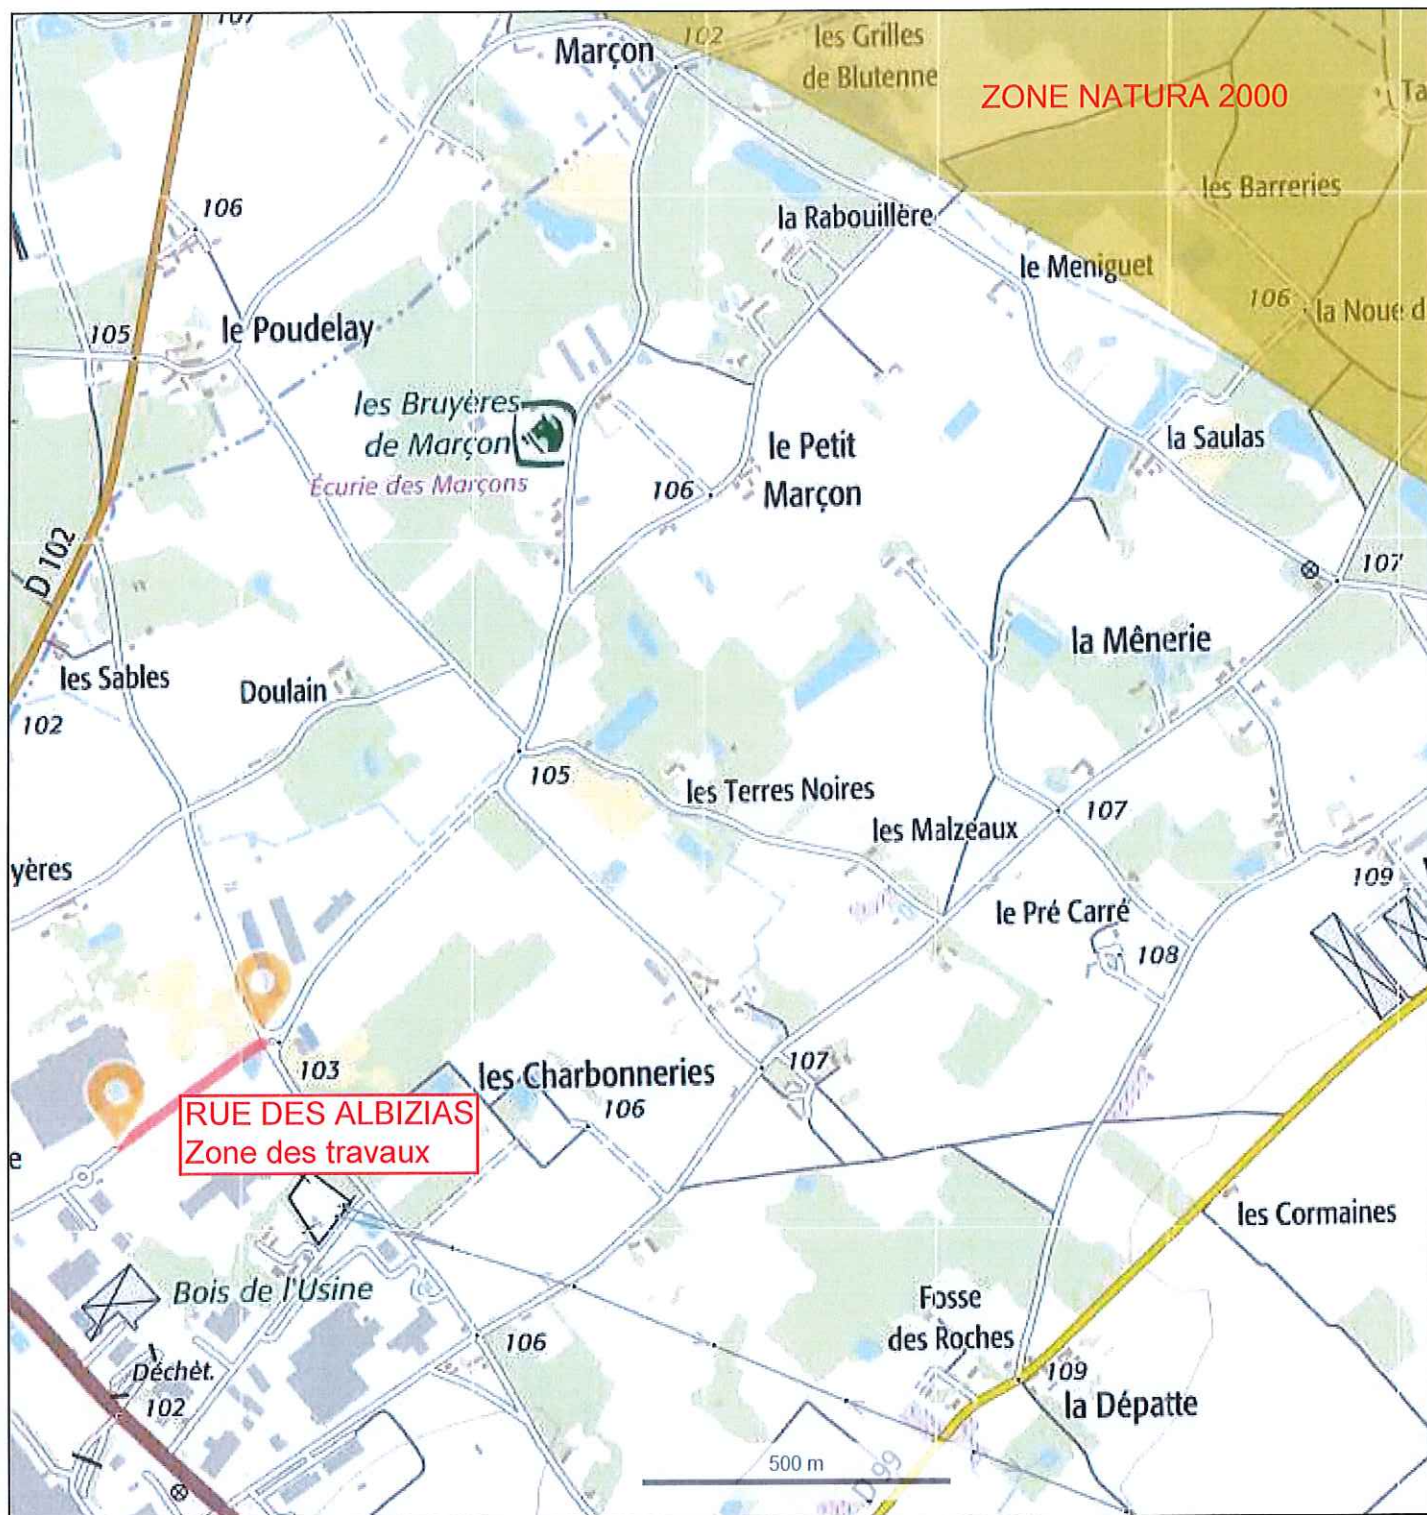 107
102
Marçon
les Grilles
de Blutenne
ZONE NATURA 2000
Ta
les Barreries
106
la Rabouillère
le Meniguet
106
la Noue d
105
le Poudelay
les Bruyères
de Marçon
Écurie des Marçons
le Petit
Marçon
106
la Saulas
D 102
107
les Sables
Doulain
la Mênerie
102
105
les Terres Noires
les Malzeaux
107
yères
109
le Pré Carré
108
103
les Charbonneries
107
106
RUE DES ALBIZIAS
Zone des travaux
e
les Cormaines
Bois de l'Usine
Fosse
des Roches
106
Déchèt.
102
109
la Dépatte
500 m
D 99